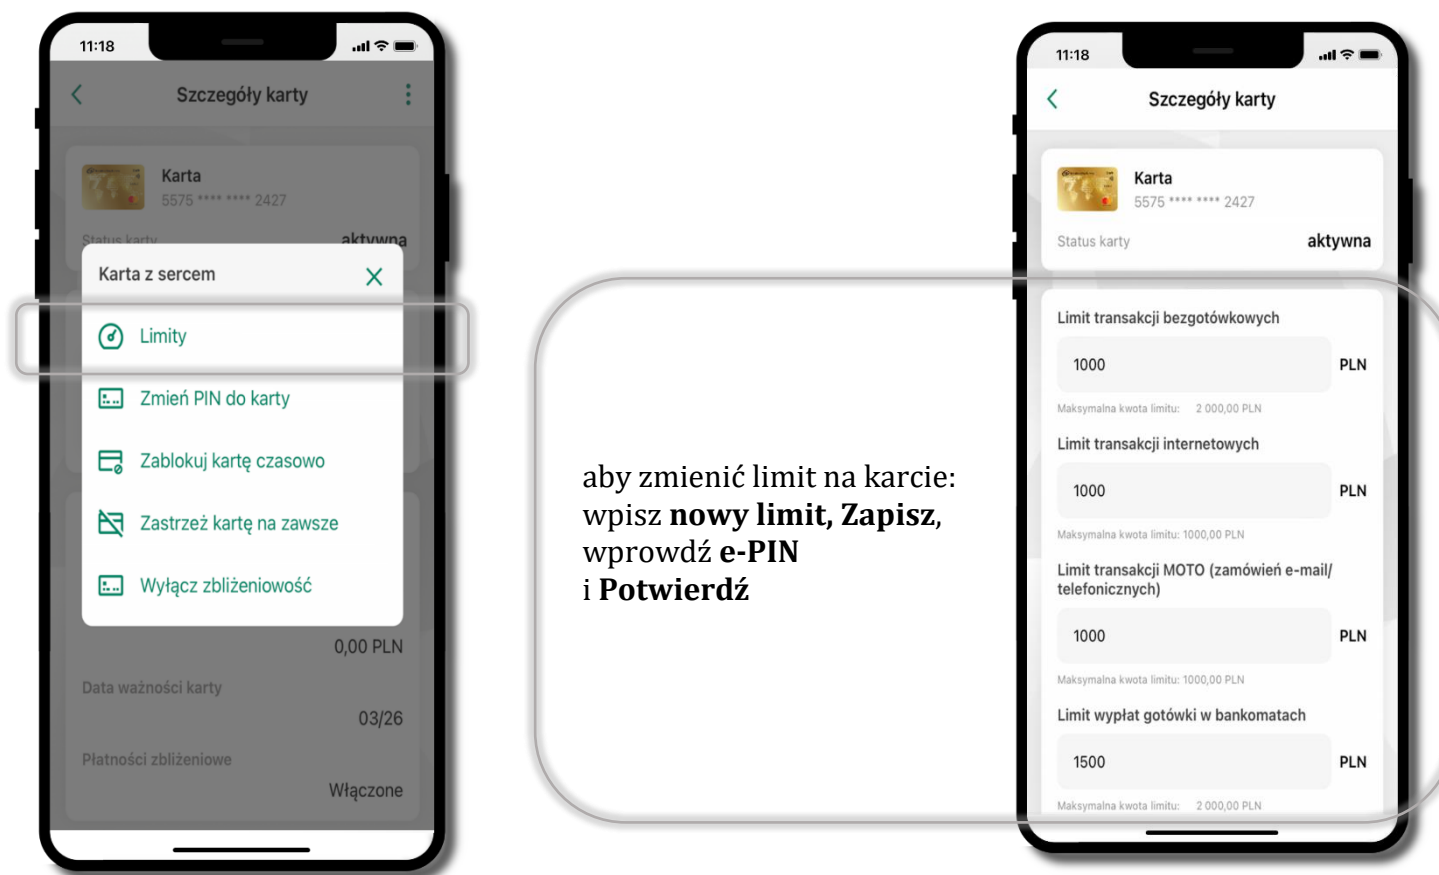 11:18
Szczegóły karty
Karta
5575 **** **** 2427
Status karty
aktywna
Karta z sercem
Limity
Zmień PIN do karty
Zablokuj kartę czasowo
Zastrzeż kartę na zawsze
Wyłącz zbliżeniowość
0,00 PLN
Data ważności karty
03/26
Płatności zbliżeniowe
Włączone
aby zmienić limit na karcie:
wpisz nowy limit, Zapisz,
wprowdź e-PIN
i Potwierdź
11:18
Szczegóły karty
Karta
5575 **** **** 2427
Status karty
aktywna
Limit transakcji bezgotówkowych
1000 PLN
Maksymalna kwota limitu: 2 000,00 PLN
Limit transakcji internetowych
1000 PLN
Maksymalna kwota limitu: 1000,00 PLN
Limit transakcji MOTO (zamówień e-mail/
telefonicznych)
1000 PLN
Maksymalna kwota limitu: 1000,00 PLN
Limit wypłat gotówki w bankomatach
1500 PLN
Maksymalna kwota limitu: 2 000,00 PLN